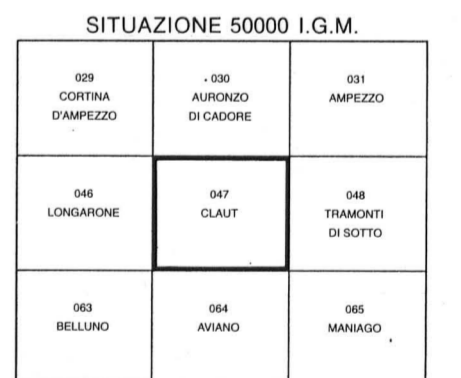 SITUAZIONE 50000 I.G.M.
029
CORTINA
D'AMPEZZO
030
AURONZO
DI CADORE
031
AMPEZZO
046
LONGARONE
047
CLAUT
048
TRAMONTI
DI SOTTO
063
BELLUNO
064
AVIANO
065
MANIAGO